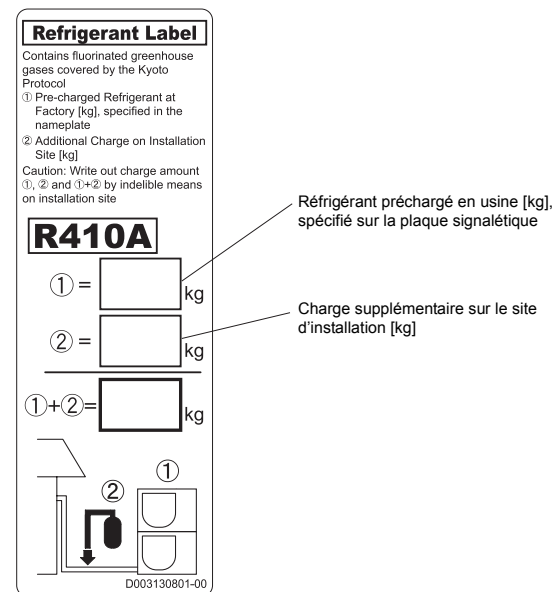 Refrigerant Label
Contains fluorinated greenhouse
gases covered by the Kyoto
Protocol
① Pre-charged Refrigerant at
Factory [kg], specified in the
nameplate
② Additional Charge on Installation
Site [kg]
Caution: Write out charge amount
①, ② and ①+② by indelible means
on installation site
R410A
① = kg
② = kg
①+②= kg
①
②
D003130801-00
Réfrigérant préchargé en usine [kg],
spécifié sur la plaque signalétique
Charge supplémentaire sur le site
d’installation [kg]